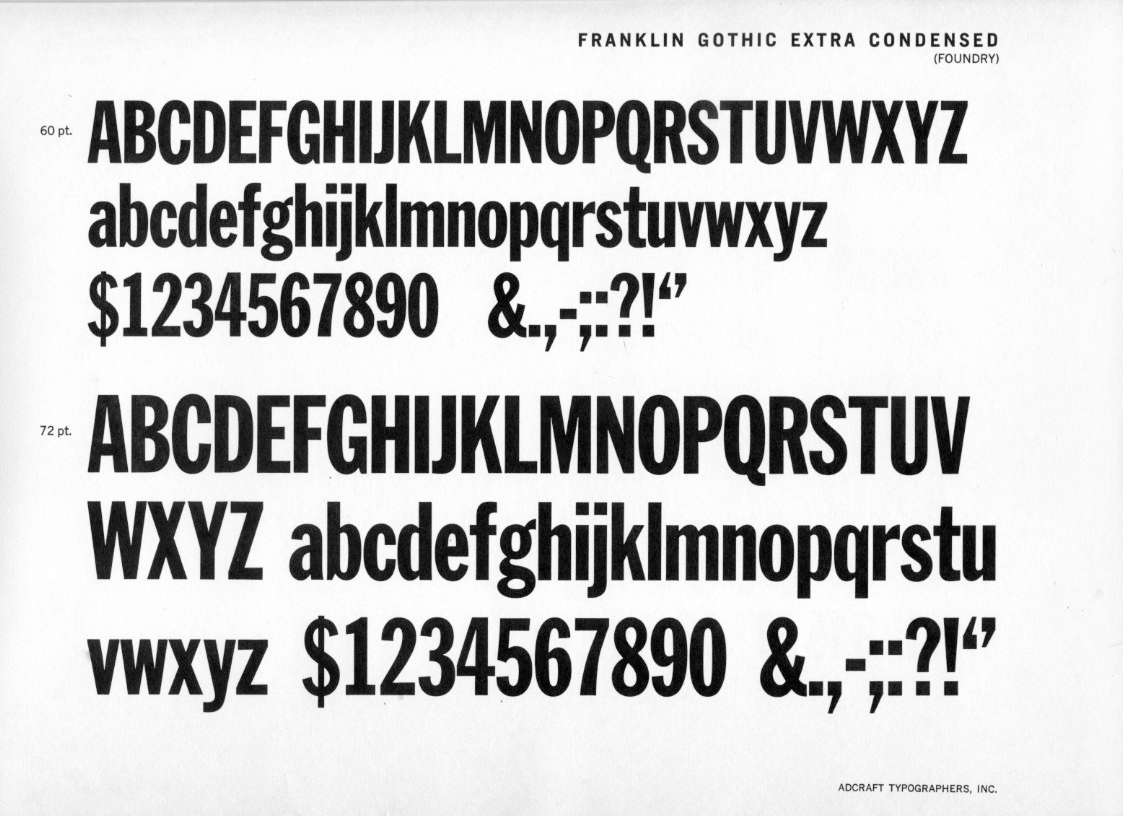 FRANKLIN GOTHIC EXTRA CONDENSED
(FOUNDRY)
60 pt. ABCDEFGHIJKLMNOPQRSTUVWXYZ
abcdefghijklmnopqrstuvwxyz
$1234567890 &.,-;:?!‘’
72 pt. ABCDEFGHIJKLMNOPQRSTUV
WXYZ abcdefghijklmnopqrstu
vwxyz $1234567890 &.,-;:?!‘’
ADCRAFT TYPOGRAPHERS, INC.